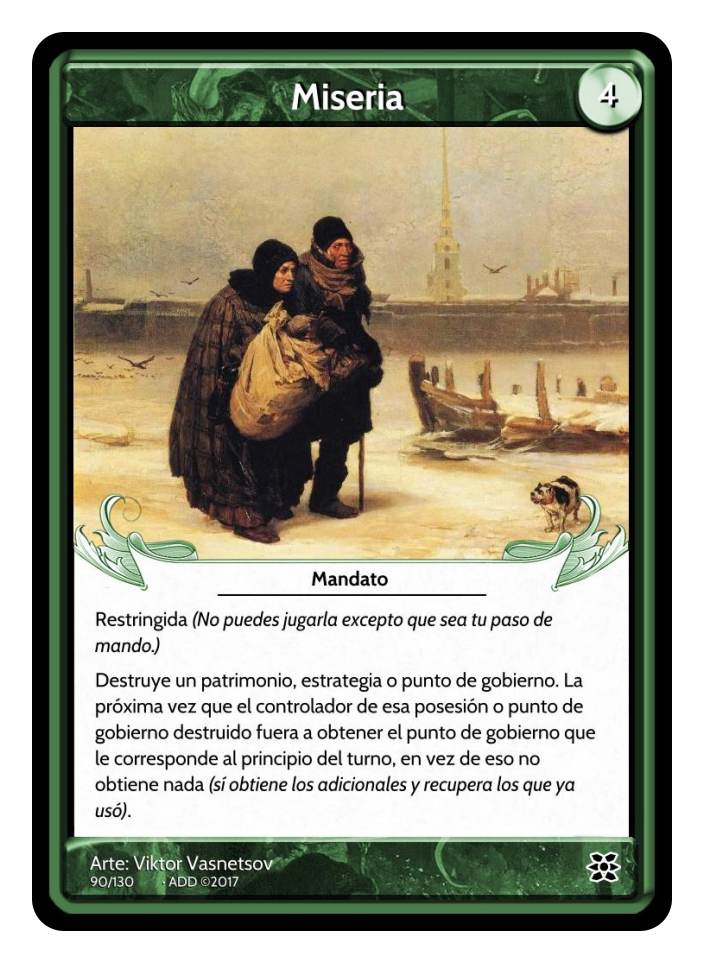 Miseria
4
Mandato
Restringida (No puedes jugarla excepto que sea tu paso de
mando.)
Destruye un patrimonio, estrategia o punto de gobierno. La
próxima vez que el controlador de esa posesión o punto de
gobierno destruido fuera a obtener el punto de gobierno que
le corresponde al principio del turno, en vez de eso no
obtiene nada (sí obtiene los adicionales y recupera los que ya
usó).
Arte: Viktor Vasnetsov
90/130 · ADD ©2017